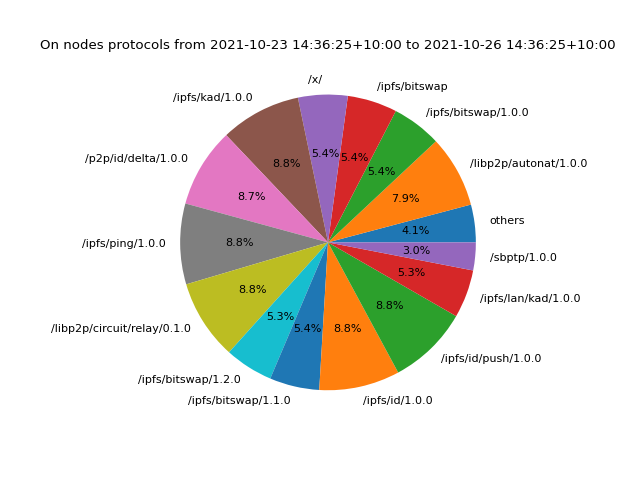 On nodes protocols from 2021-10-23 14:36:25+10:00 to 2021-10-26 14:36:25+10:00
/x/
/ipfs/bitswap
/ipfs/kad/1.0.0
/ipfs/bitswap/1.0.0
/p2p/id/delta/1.0.0
/libp2p/autonat/1.0.0
/ipfs/ping/1.0.0
others
/sbptp/1.0.0
/ipfs/lan/kad/1.0.0
/libp2p/circuit/relay/0.1.0
/ipfs/id/push/1.0.0
/ipfs/bitswap/1.2.0
/ipfs/bitswap/1.1.0
/ipfs/id/1.0.0
5.4%
5.4%
8.8%
5.4%
8.7%
7.9%
4.1%
8.8%
3.0%
5.3%
8.8%
8.8%
5.3%
5.4%
8.8%